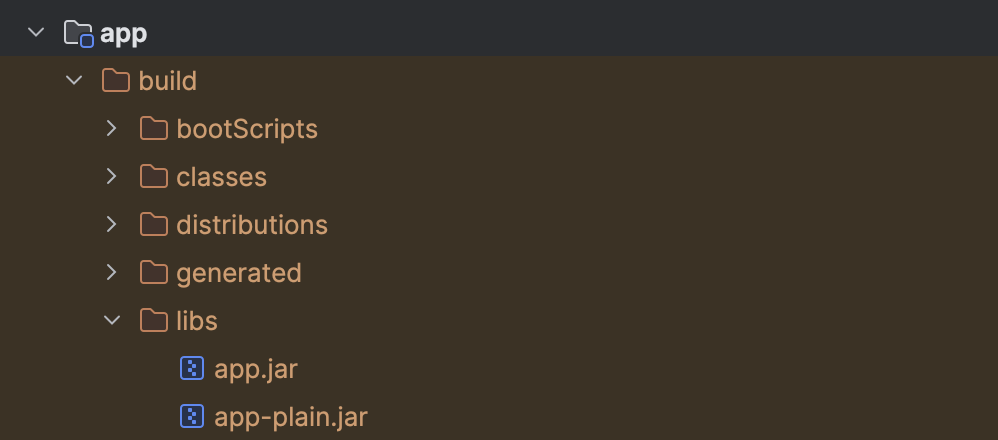 app
build
bootScripts
classes
distributions
generated
libs
app.jar
app-plain.jar